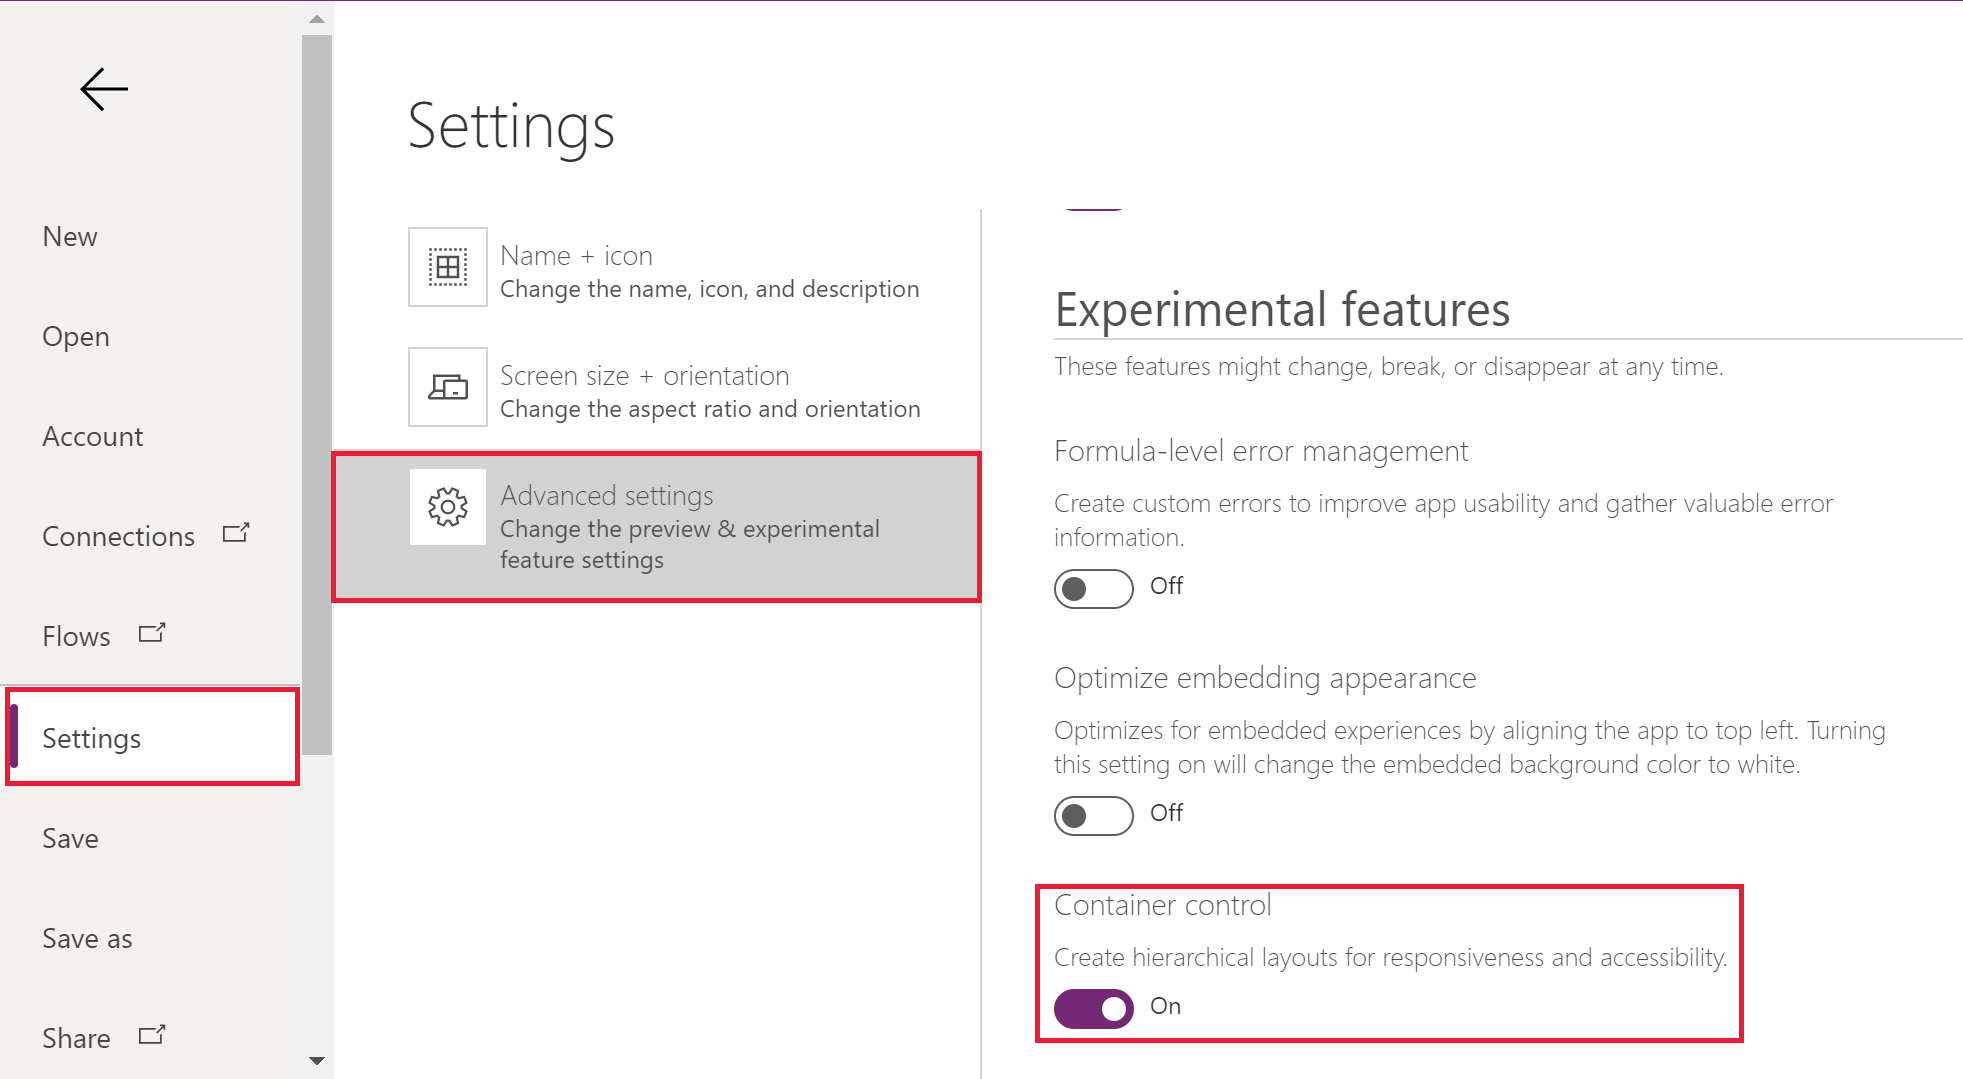 New
Open
Account
Connections
Flows
Settings
Save
Save as
Share
Settings
Name + icon
Change the name, icon, and description
Screen size + orientation
Change the aspect ratio and orientation
Advanced settings
Change the preview & experimental
feature settings
Experimental features
These features might change, break, or disappear at any time.
Formula-level error management
Create custom errors to improve app usability and gather valuable error
information.
Off
Optimize embedding appearance
Optimizes for embedded experiences by aligning the app to top left. Turning
this setting on will change the embedded background color to white.
Off
Container control
Create hierarchical layouts for responsiveness and accessibility.
On